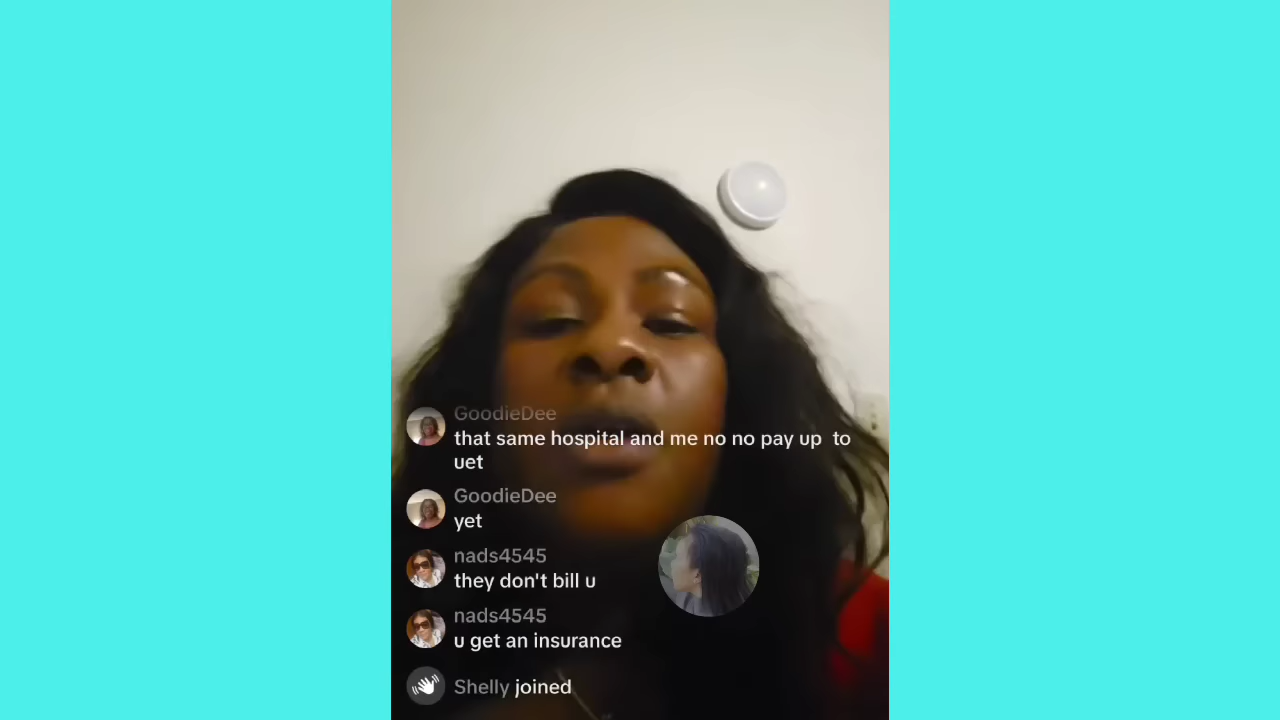 GoodieDee
that same hospital and me no no pay up to
uet
GoodieDee
yet
nads4545
they don't bill u
nads4545
u get an insurance
Shelly joined